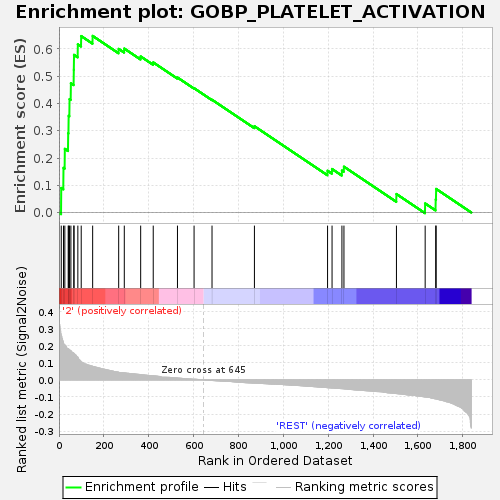 Enrichment plot: GOBP_PLATELET_ACTIVATION
Enrichment score (ES)
0.6
0.5
0.4
0.3
0.2
0.1
0.0
'2' (positively correlated)
Ranked list metric (Signal2Noise)
0.4
0.3
0.2
0.1
0.0
-0.1
-0.2
-0.3
Zero cross at 645
'REST' (negatively correlated)
0 200 400 600 800 1,000 1,200 1,400 1,600 1,800
Rank in Ordered Dataset
Enrichment profile Hits Ranking metric scores